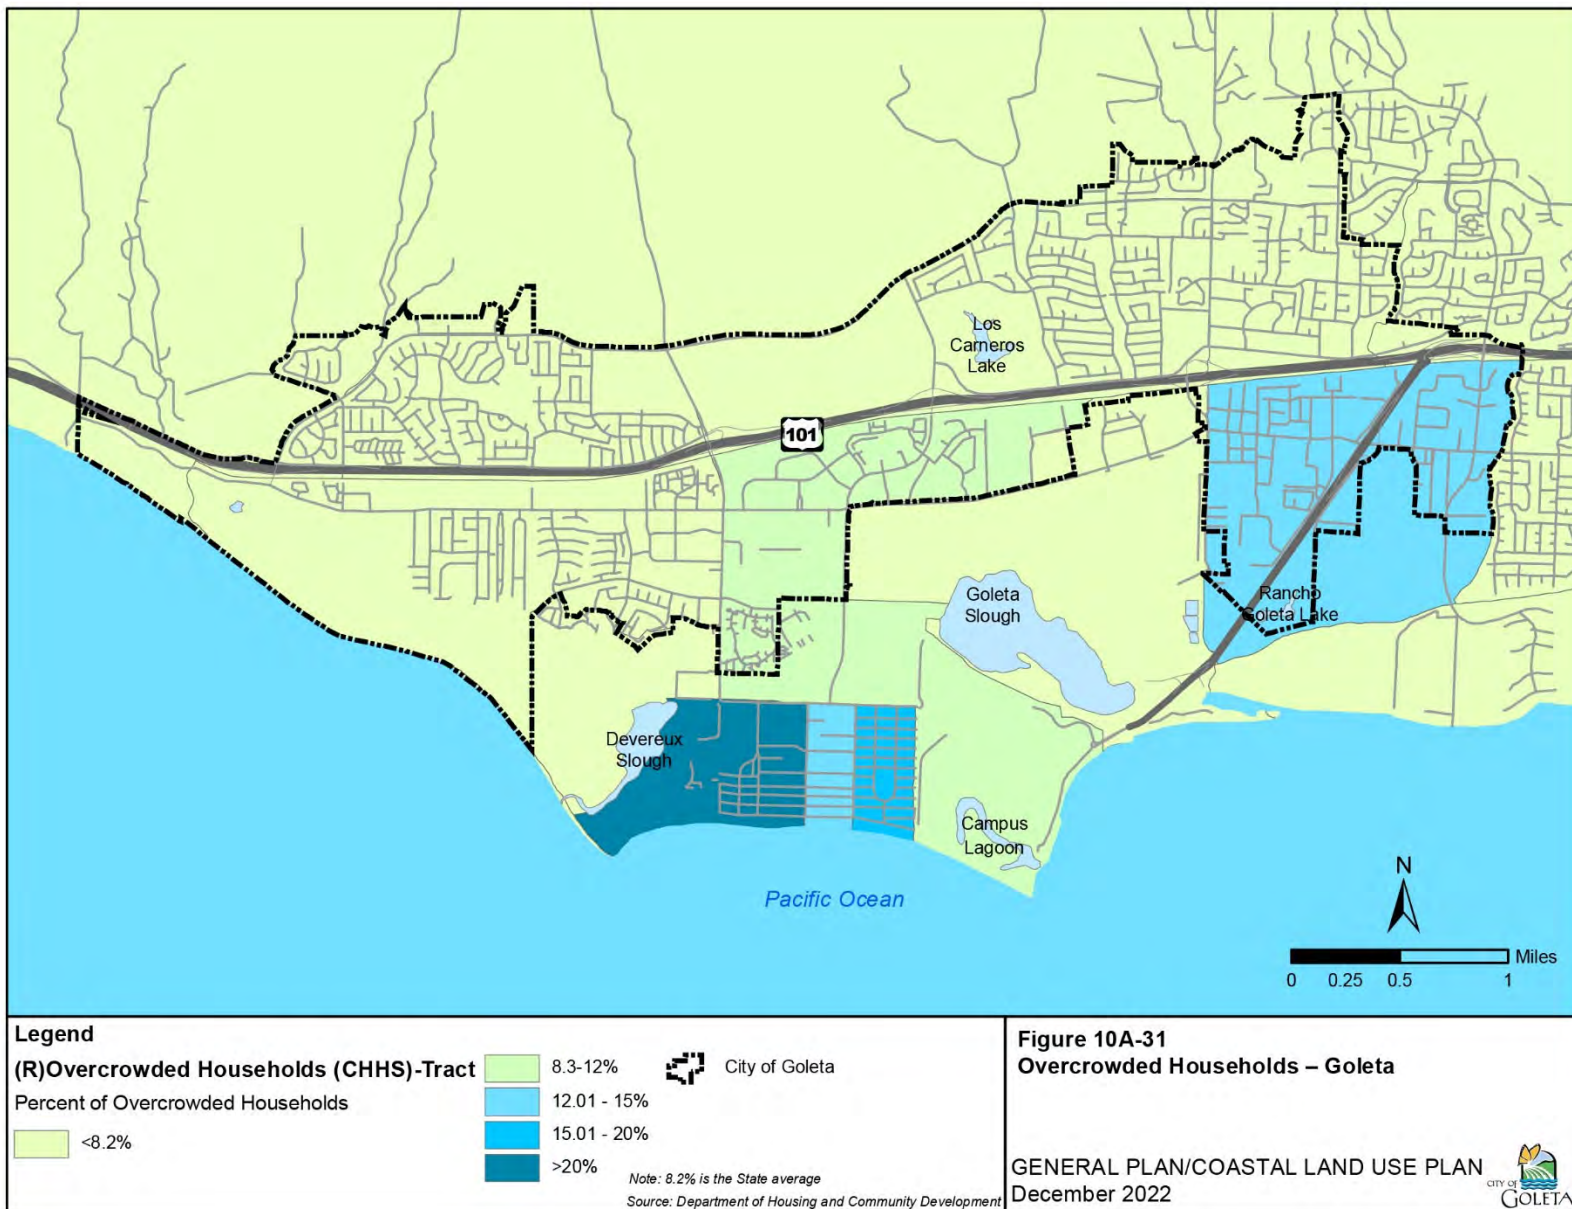 Los
Carneros
Lake
101
Goleta
Slough
Rancho
Goleta Lake
Devereux
Slough
Campus
Lagoon
Pacific Ocean
N
Miles
0 0.25 0.5 1
Legend
(R)Overcrowded Households (CHHS)-Tract
Percent of Overcrowded Households
<8.2%
8.3-12%
12.01 - 15%
15.01 - 20%
>20%
City of Goleta
Note: 8.2% is the State average
Source: Department of Housing and Community Development
Figure 10A-31
Overcrowded Households – Goleta
GENERAL PLAN/COASTAL LAND USE PLAN
December 2022
CITY OF
GOLETA